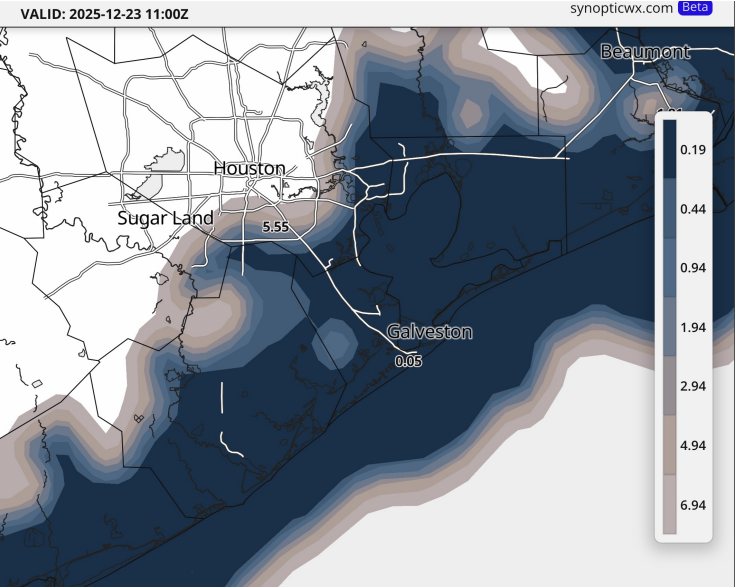 VALID: 2025-12-23 11:00Z
synopticwx.com Beta
Beaumont
0.19
Houston
0.44
Sugar Land
5.55
0.94
1.94
Galveston
0.05
2.94
4.94
6.94